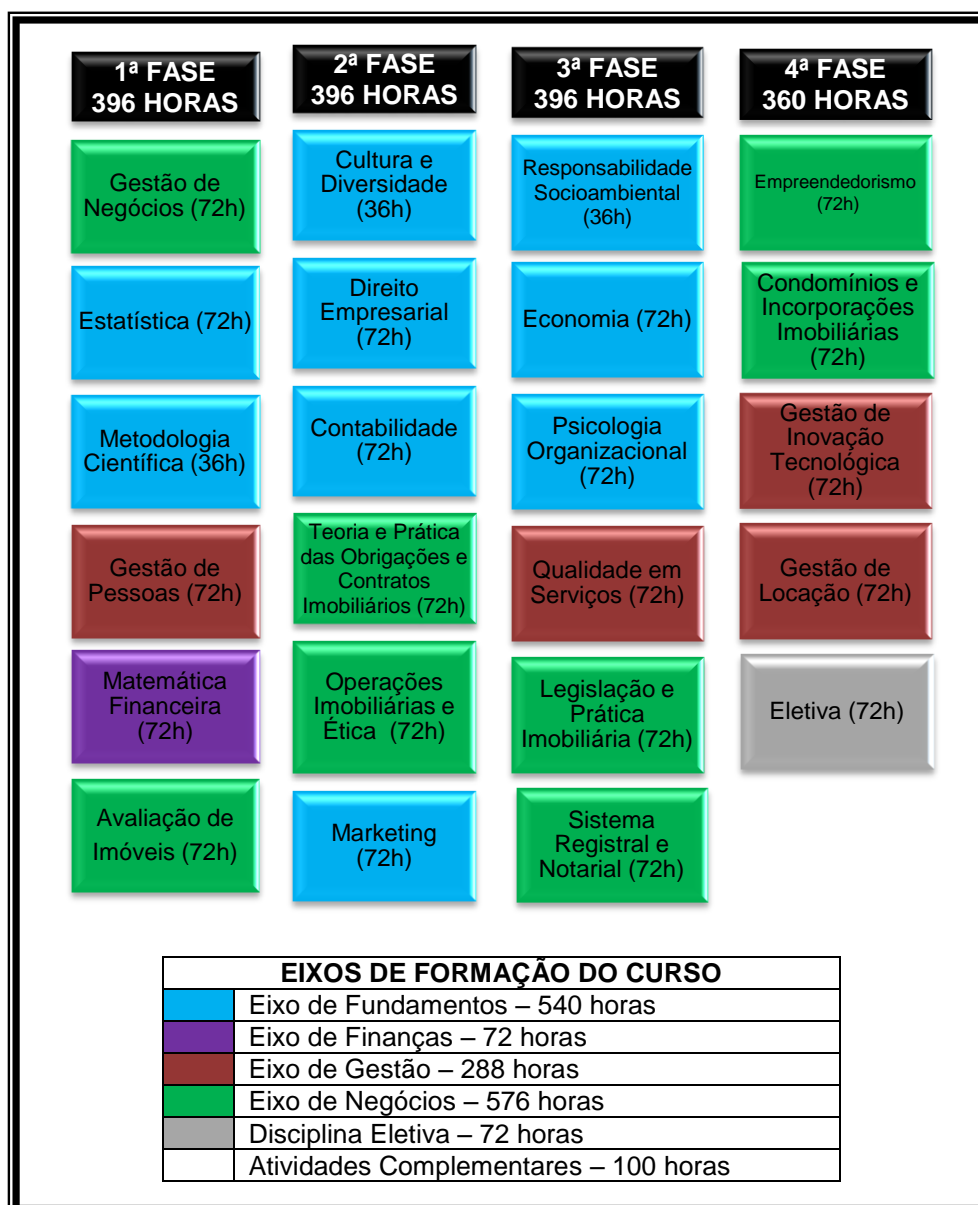 1ª FASE
396 HORAS
Gestão de
Negócios (72h)
Estatística (72h)
Metodologia
Científica (36h)
Gestão de
Pessoas (72h)
Matemática
Financeira
(72h)
Avaliação de
Imóveis (72h)
2ª FASE
396 HORAS
Cultura e
Diversidade
(36h)
Direito
Empresarial
(72h)
Contabilidade
(72h)
Teoria e Prática
das Obrigações e
Contratos
Imobiliários (72h)
Operações
Imobiliárias e
Ética (72h)
Marketing
(72h)
3ª FASE
396 HORAS
Responsabilidade
Socioambiental
(36h)
Economia (72h)
Psicologia
Organizacional
(72h)
Qualidade em
Serviços (72h)
Legislação e
Prática
Imobiliária (72h)
Sistema
Registral e
Notarial (72h)
4ª FASE
360 HORAS
Empreendedorismo
(72h)
Condomínios e
Incorporações
Imobiliárias
(72h)
Gestão de
Inovação
Tecnológica
(72h)
Gestão de
Locação (72h)
Eletiva (72h)
EIXOS DE FORMAÇÃO DO CURSO
Eixo de Fundamentos – 540 horas
Eixo de Finanças – 72 horas
Eixo de Gestão – 288 horas
Eixo de Negócios – 576 horas
Disciplina Eletiva – 72 horas
Atividades Complementares – 100 horas